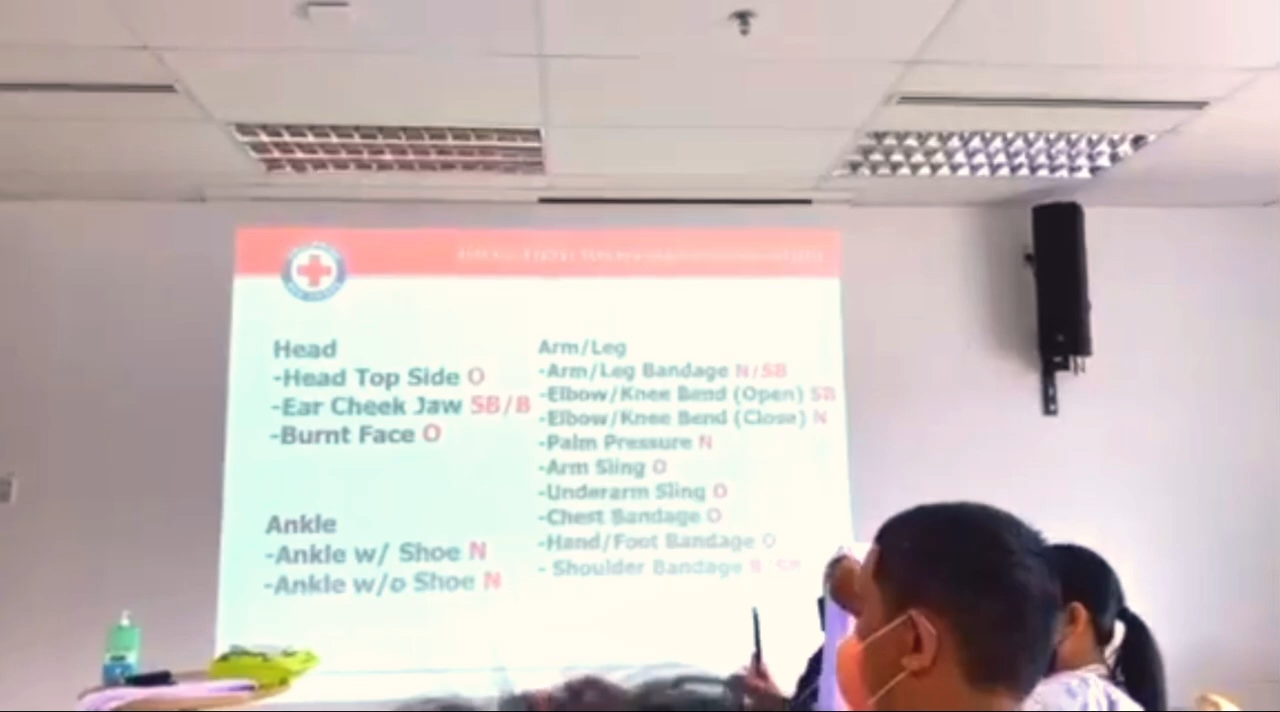 Head
-Head Top Side O
-Ear Cheek Jaw SB/B
-Burnt Face O
Ankle
-Ankle w/ Shoe N
-Ankle w/o Shoe N
Arm/Leg
-Arm/Leg Bandage N/SB
-Elbow/Knee Bend (Open) SB
-Elbow/Knee Bend (Close) N
-Palm Pressure N
-Arm Sling O
-Underarm Sling O
-Chest Bandage O
-Hand/Foot Bandage O
- Shoulder Bandage